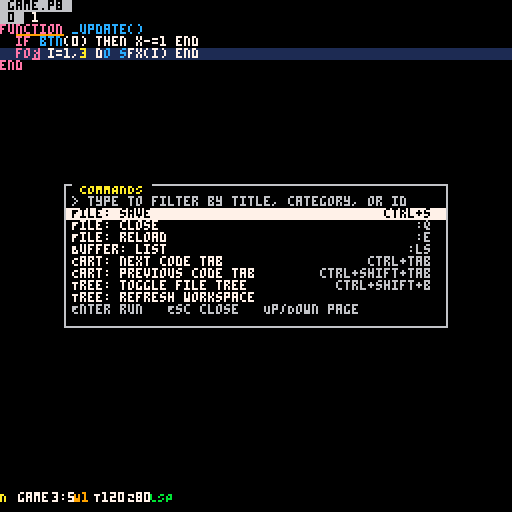 GAME.P8
0 1
FUNCTION _UPDATE()
IF BTN(0) THEN X-=1 END
FOR I=1,3 DO SFX(I) END
END
COMMANDS
> TYPE TO FILTER BY TITLE, CATEGORY, OR ID
FILE: SAVE CTRL+S
FILE: CLOSE :Q
FILE: RELOAD :E
BUFFER: LIST :LS
CART: NEXT CODE TAB CTRL+TAB
CART: PREVIOUS CODE TAB CTRL+SHIFT+TAB
TREE: TOGGLE FILE TREE CTRL+SHIFT+B
TREE: REFRESH WORKSPACE
ENTER RUN ESC CLOSE UP/DOWN PAGE
N GAME 3:5 W1 T120 Z80 LSP